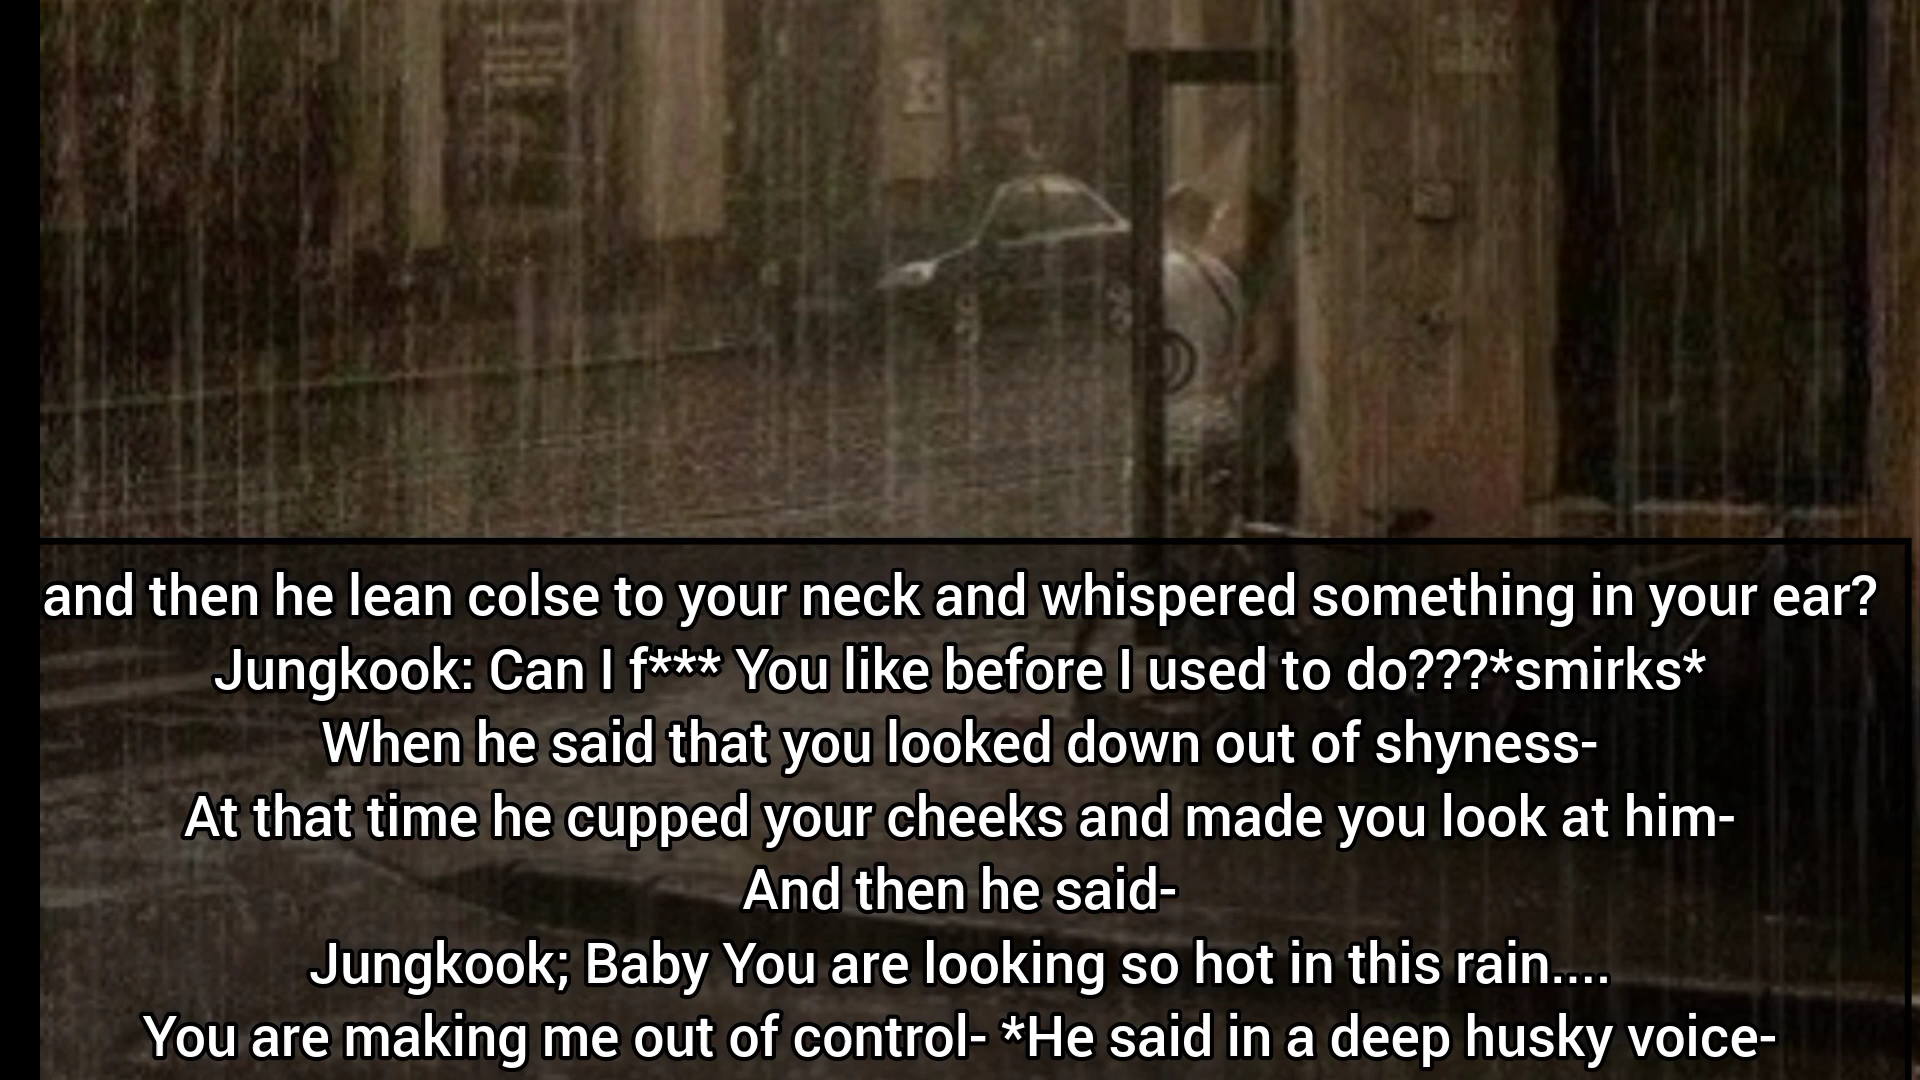 and then he lean colse to your neck and whispered something in your ear?
Jungkook: Can I f*** You like before I used to do???*smirks*
When he said that you looked down out of shyness-
At that time he cupped your cheeks and made you look at him-
And then he said-
Jungkook; Baby You are looking so hot in this rain....
You are making me out of control- *He said in a deep husky voice-